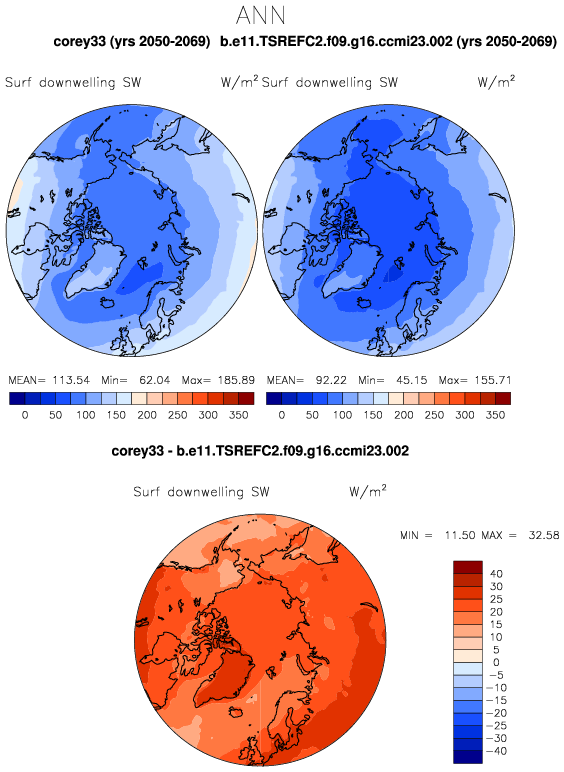 ANN
corey33 (yrs 2050-2069) b.e11.TSREFC2.f09.g16.ccmi23.002 (yrs 2050-2069)
Surf downwelling SW W/m² Surf downwelling SW W/m²
MEAN= 113.54 Min= 62.04 Max= 185.89 MEAN= 92.22 Min= 45.15 Max= 155.71
0 50 100 150 200 250 300 350 0 50 100 150 200 250 300 350
corey33 - b.e11.TSREFC2.f09.g16.ccmi23.002
Surf downwelling SW W/m²
MIN = 11.50 MAX = 32.58
40
30
25
20
15
10
5
0
-5
-10
-15
-20
-25
-30
-40